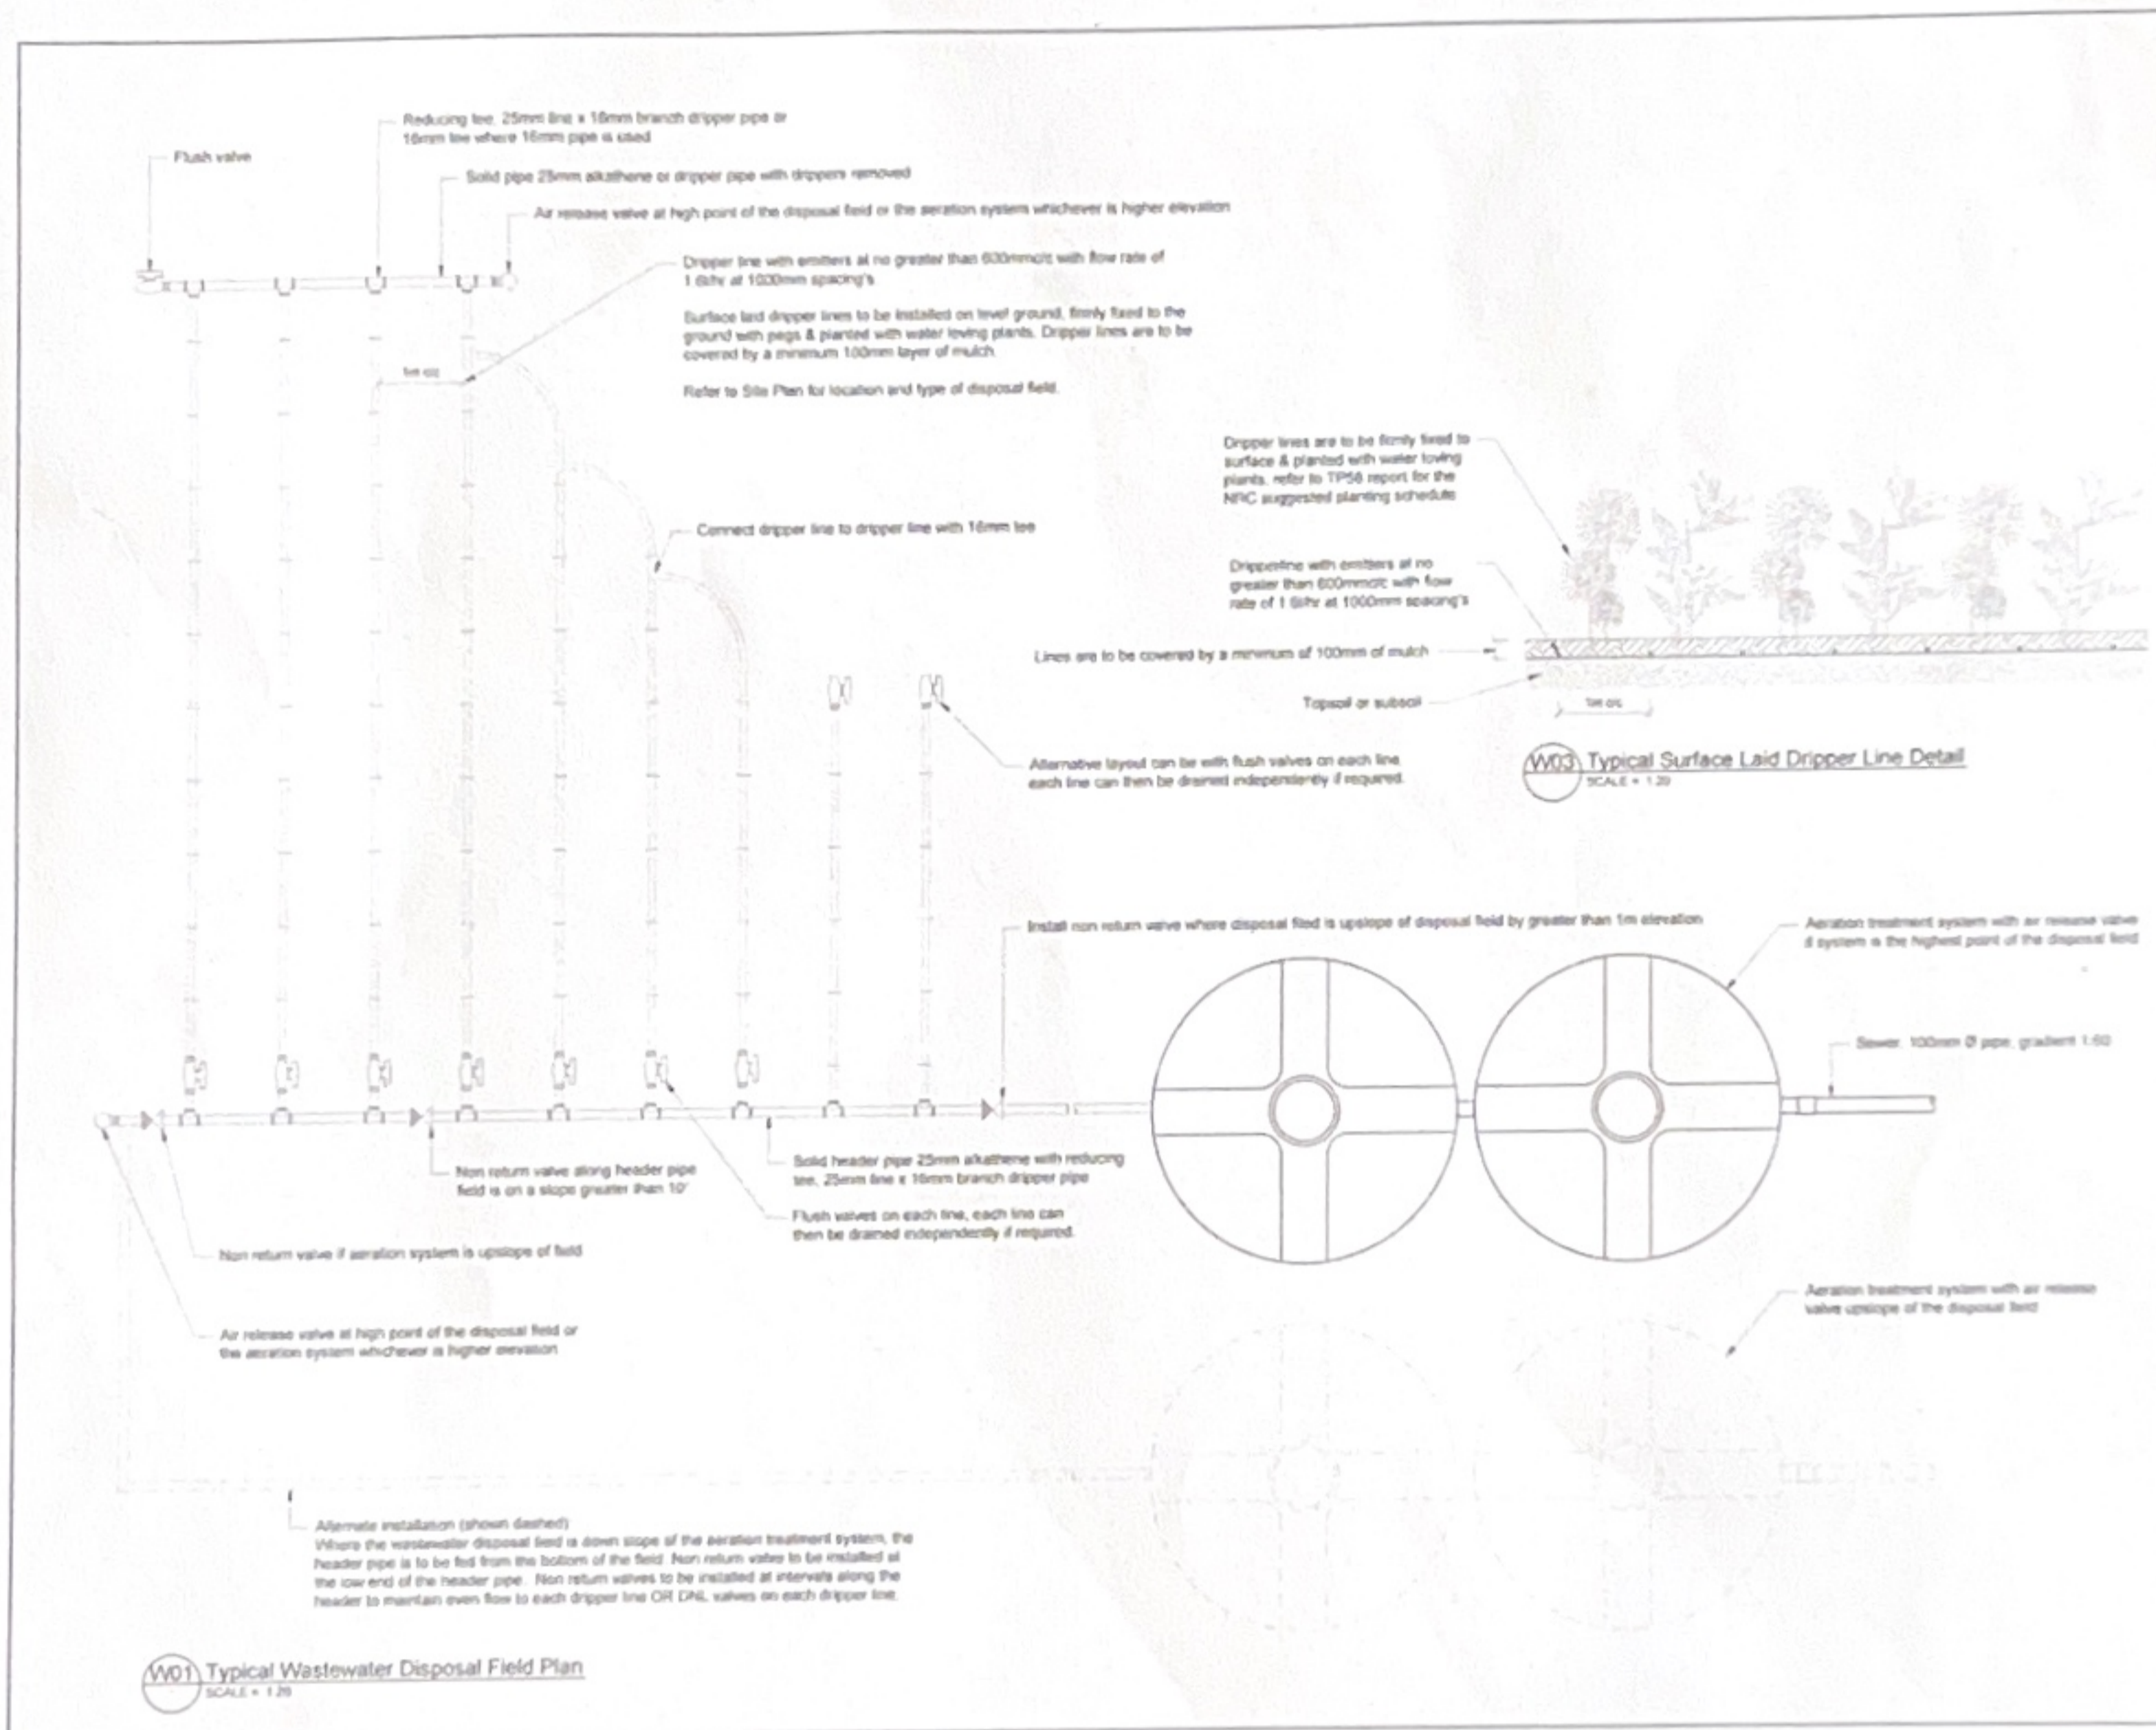 Flush valve
Reducing tee, 25mm line x 16mm branch dripper pipe or
16mm tee where 16mm pipe is used
Solid pipe 25mm alkathene or dripper pipe with drippers removed
Air release valve at high point of the disposal field or the aeration system whichever is higher elevation
Dripper line with emitters at no greater than 600mmc/c with flow rate of
1.6l/hr at 1000mm spacing's
Surface laid dripper lines to be installed on level ground, firmly fixed to the
ground with pegs & planted with water loving plants. Dripper lines are to be
covered by a minimum 100mm layer of mulch
Refer to Site Plan for location and type of disposal field.
Connect dripper line to dripper line with 16mm tee
Dripper lines are to be firmly fixed to
surface & planted with water loving
plants, refer to TP58 report for the
NRC suggested planting schedule
Dripperline with emitters at no
greater than 600mmc/c with flow
rate of 1.6l/hr at 1000mm spacing's
Lines are to be covered by a minimum of 100mm of mulch
Topsoil or subsoil
W03 Typical Surface Laid Dripper Line Detail
SCALE = 1:20
Alternative layout can be with flush valves on each line,
each line can then be drained independently if required.
Install non return valve where disposal filed is upslope of disposal field by greater than 1m elevation
Aeration treatment system with air release valve
if system is the highest point of the disposal field
Sewer, 100mm Ø pipe, gradient 1:60
Non return valve along header pipe
field is on a slope greater than 10°
Solid header pipe 25mm alkathene with reducing
tee, 25mm line x 16mm branch dripper pipe
Flush valves on each line, each line can
then be drained independently if required.
Non return valve if aeration system is upslope of field
Air release valve at high point of the disposal field or
the aeration system whichever is higher elevation
Aeration treatment system with air release
valve upslope of the disposal field
Alternate installation (shown dashed)
Where the wastewater disposal field is down slope of the aeration treatment system, the
header pipe is to be fed from the bottom of the field. Non return valve to be installed at
the low end of the header pipe. Non return valves to be installed at intervals along the
header to maintain even flow to each dripper line OR DNL valves on each dripper line.
W01 Typical Wastewater Disposal Field Plan
SCALE = 1:20